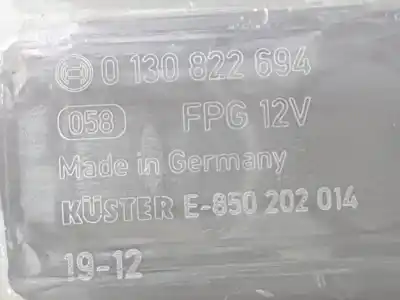 0 130 822 694
058 FPG 12V
Made in Germany
KÜSTER E-850 202 014
19-12